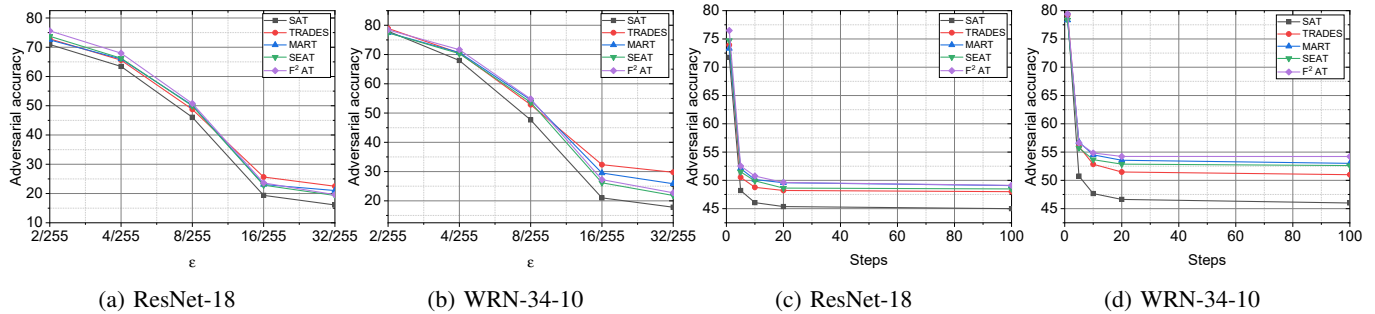 Adversarial accuracy
80
70
60
50
40
30
20
10
2/255 4/255 8/255 16/255 32/255
ε
SAT
TRADES
MART
SEAT
F² AT
(a) ResNet-18
Adversarial accuracy
80
70
60
50
40
30
20
2/255 4/255 8/255 16/255 32/255
ε
SAT
TRADES
MART
SEAT
F² AT
(b) WRN-34-10
Adversarial accuracy
80
75
70
65
60
55
50
45
0 20 40 60 80 100
Steps
SAT
TRADES
MART
SEAT
F² AT
(c) ResNet-18
Adversarial accuracy
80
75
70
65
60
55
50
45
0 20 40 60 80 100
Steps
SAT
TRADES
MART
SEAT
F² AT
(d) WRN-34-10